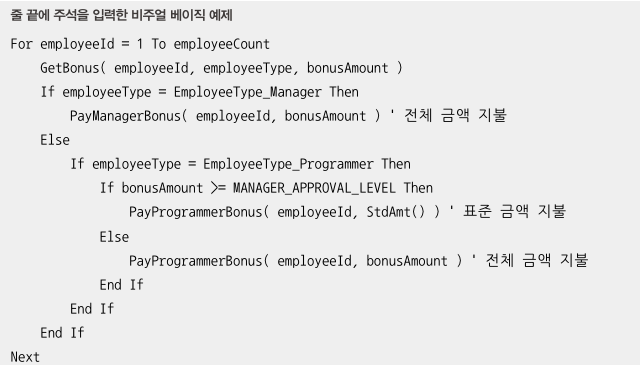 줄 끝에 주석을 입력한 비주얼 베이직 예제
For employeeId = 1 To employeeCount
    GetBonus( employeeId, employeeType, bonusAmount )
    If employeeType = EmployeeType_Manager Then
        PayManagerBonus( employeeId, bonusAmount ) ' 전체 금액 지불
    Else
        If employeeType = EmployeeType_Programmer Then
            If bonusAmount >= MANAGER_APPROVAL_LEVEL Then
                PayProgrammerBonus( employeeId, StdAmt() ) ' 표준 금액 지불
            Else
                PayProgrammerBonus( employeeId, bonusAmount ) ' 전체 금액 지불
            End If
        End If
    End If
Next